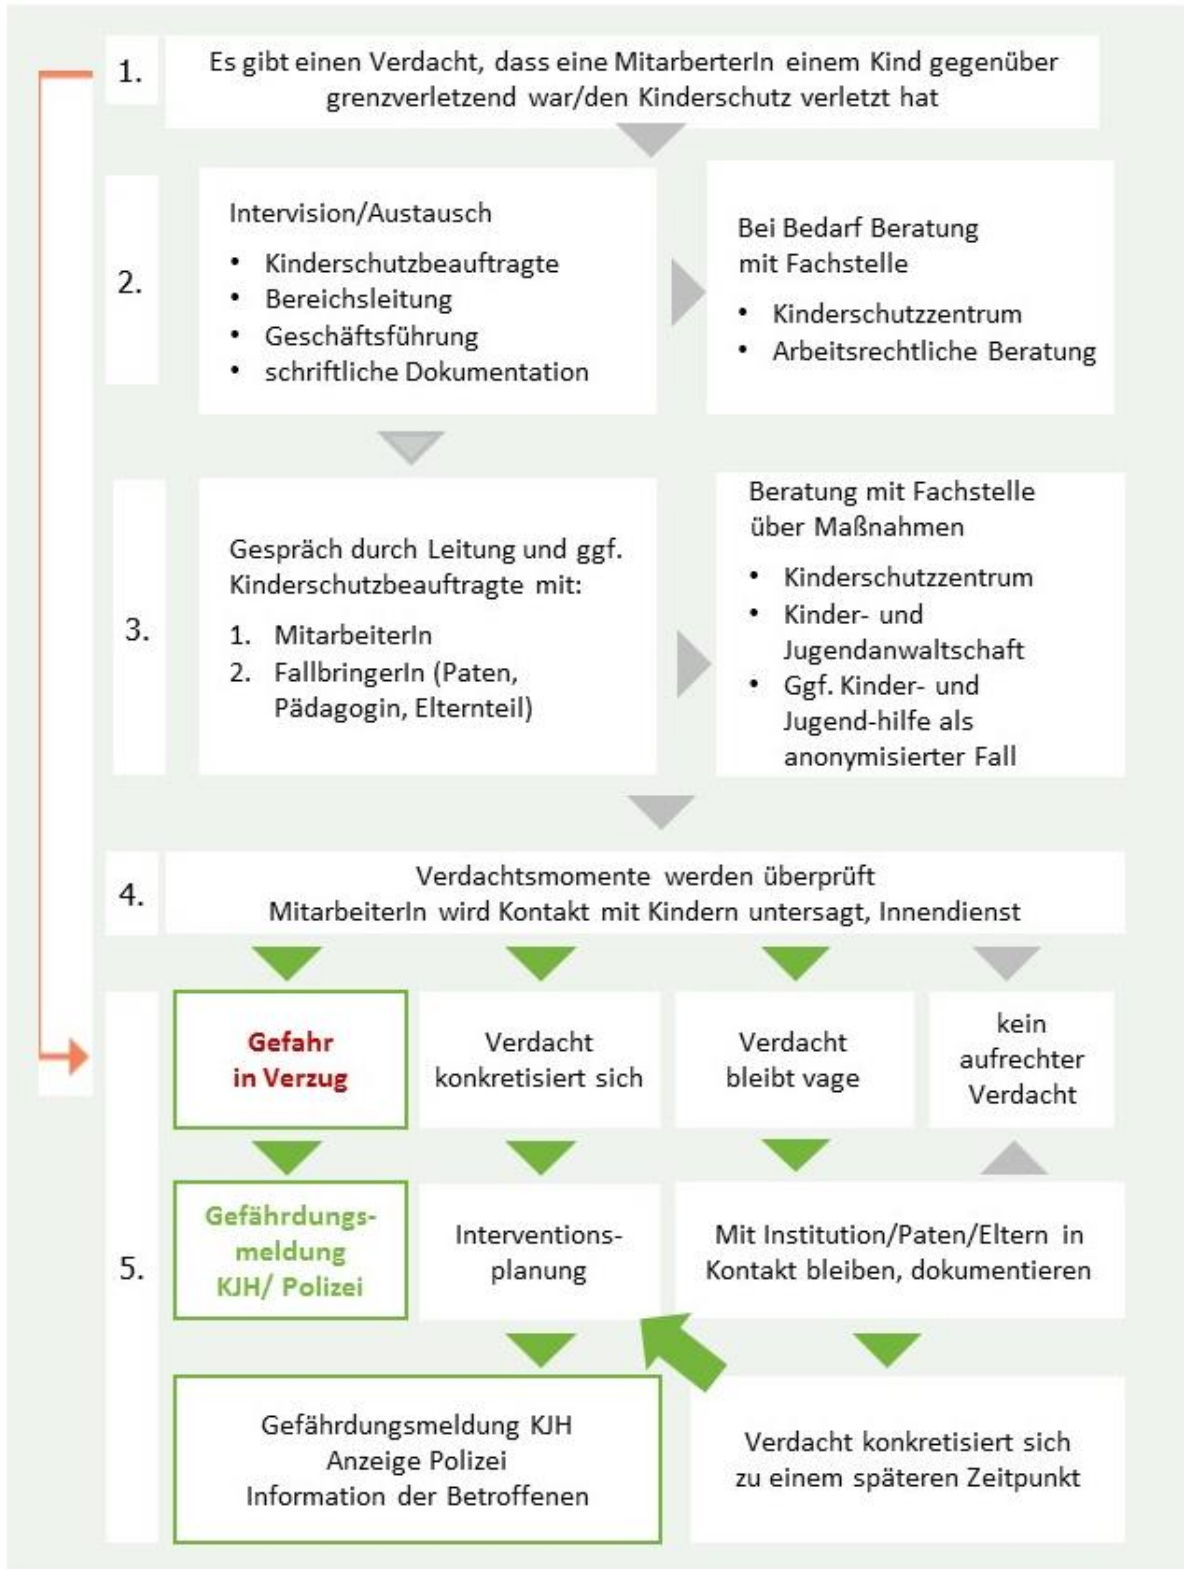 1.
Es gibt einen Verdacht, dass eine MitarberterIn einem Kind gegenüber
grenzverletzend war/den Kinderschutz verletzt hat
2.
Intervision/Austausch
• Kinderschutzbeauftragte
• Bereichsleitung
• Geschäftsführung
• schriftliche Dokumentation
Bei Bedarf Beratung
mit Fachstelle
• Kinderschutzzentrum
• Arbeitsrechtliche Beratung
3.
Gespräch durch Leitung und ggf.
Kinderschutzbeauftragte mit:
1. MitarbeiterIn
2. FallbringerIn (Paten,
Pädagogin, Elternteil)
Beratung mit Fachstelle
über Maßnahmen
• Kinderschutzzentrum
• Kinder- und
Jugendanwaltschaft
• Ggf. Kinder- und
Jugend-hilfe als
anonymisierter Fall
4.
Verdachtsmomente werden überprüft
MitarbeiterIn wird Kontakt mit Kindern untersagt, Innendienst
5.
Gefahr
in Verzug
Verdacht
konkretisiert sich
Verdacht
bleibt vage
kein
aufrechter
Verdacht
Gefährdungs-
meldung
KJH/ Polizei
Interventions-
planung
Mit Institution/Paten/Eltern in
Kontakt bleiben, dokumentieren
Gefährdungsmeldung KJH
Anzeige Polizei
Information der Betroffenen
Verdacht konkretisiert sich
zu einem späteren Zeitpunkt